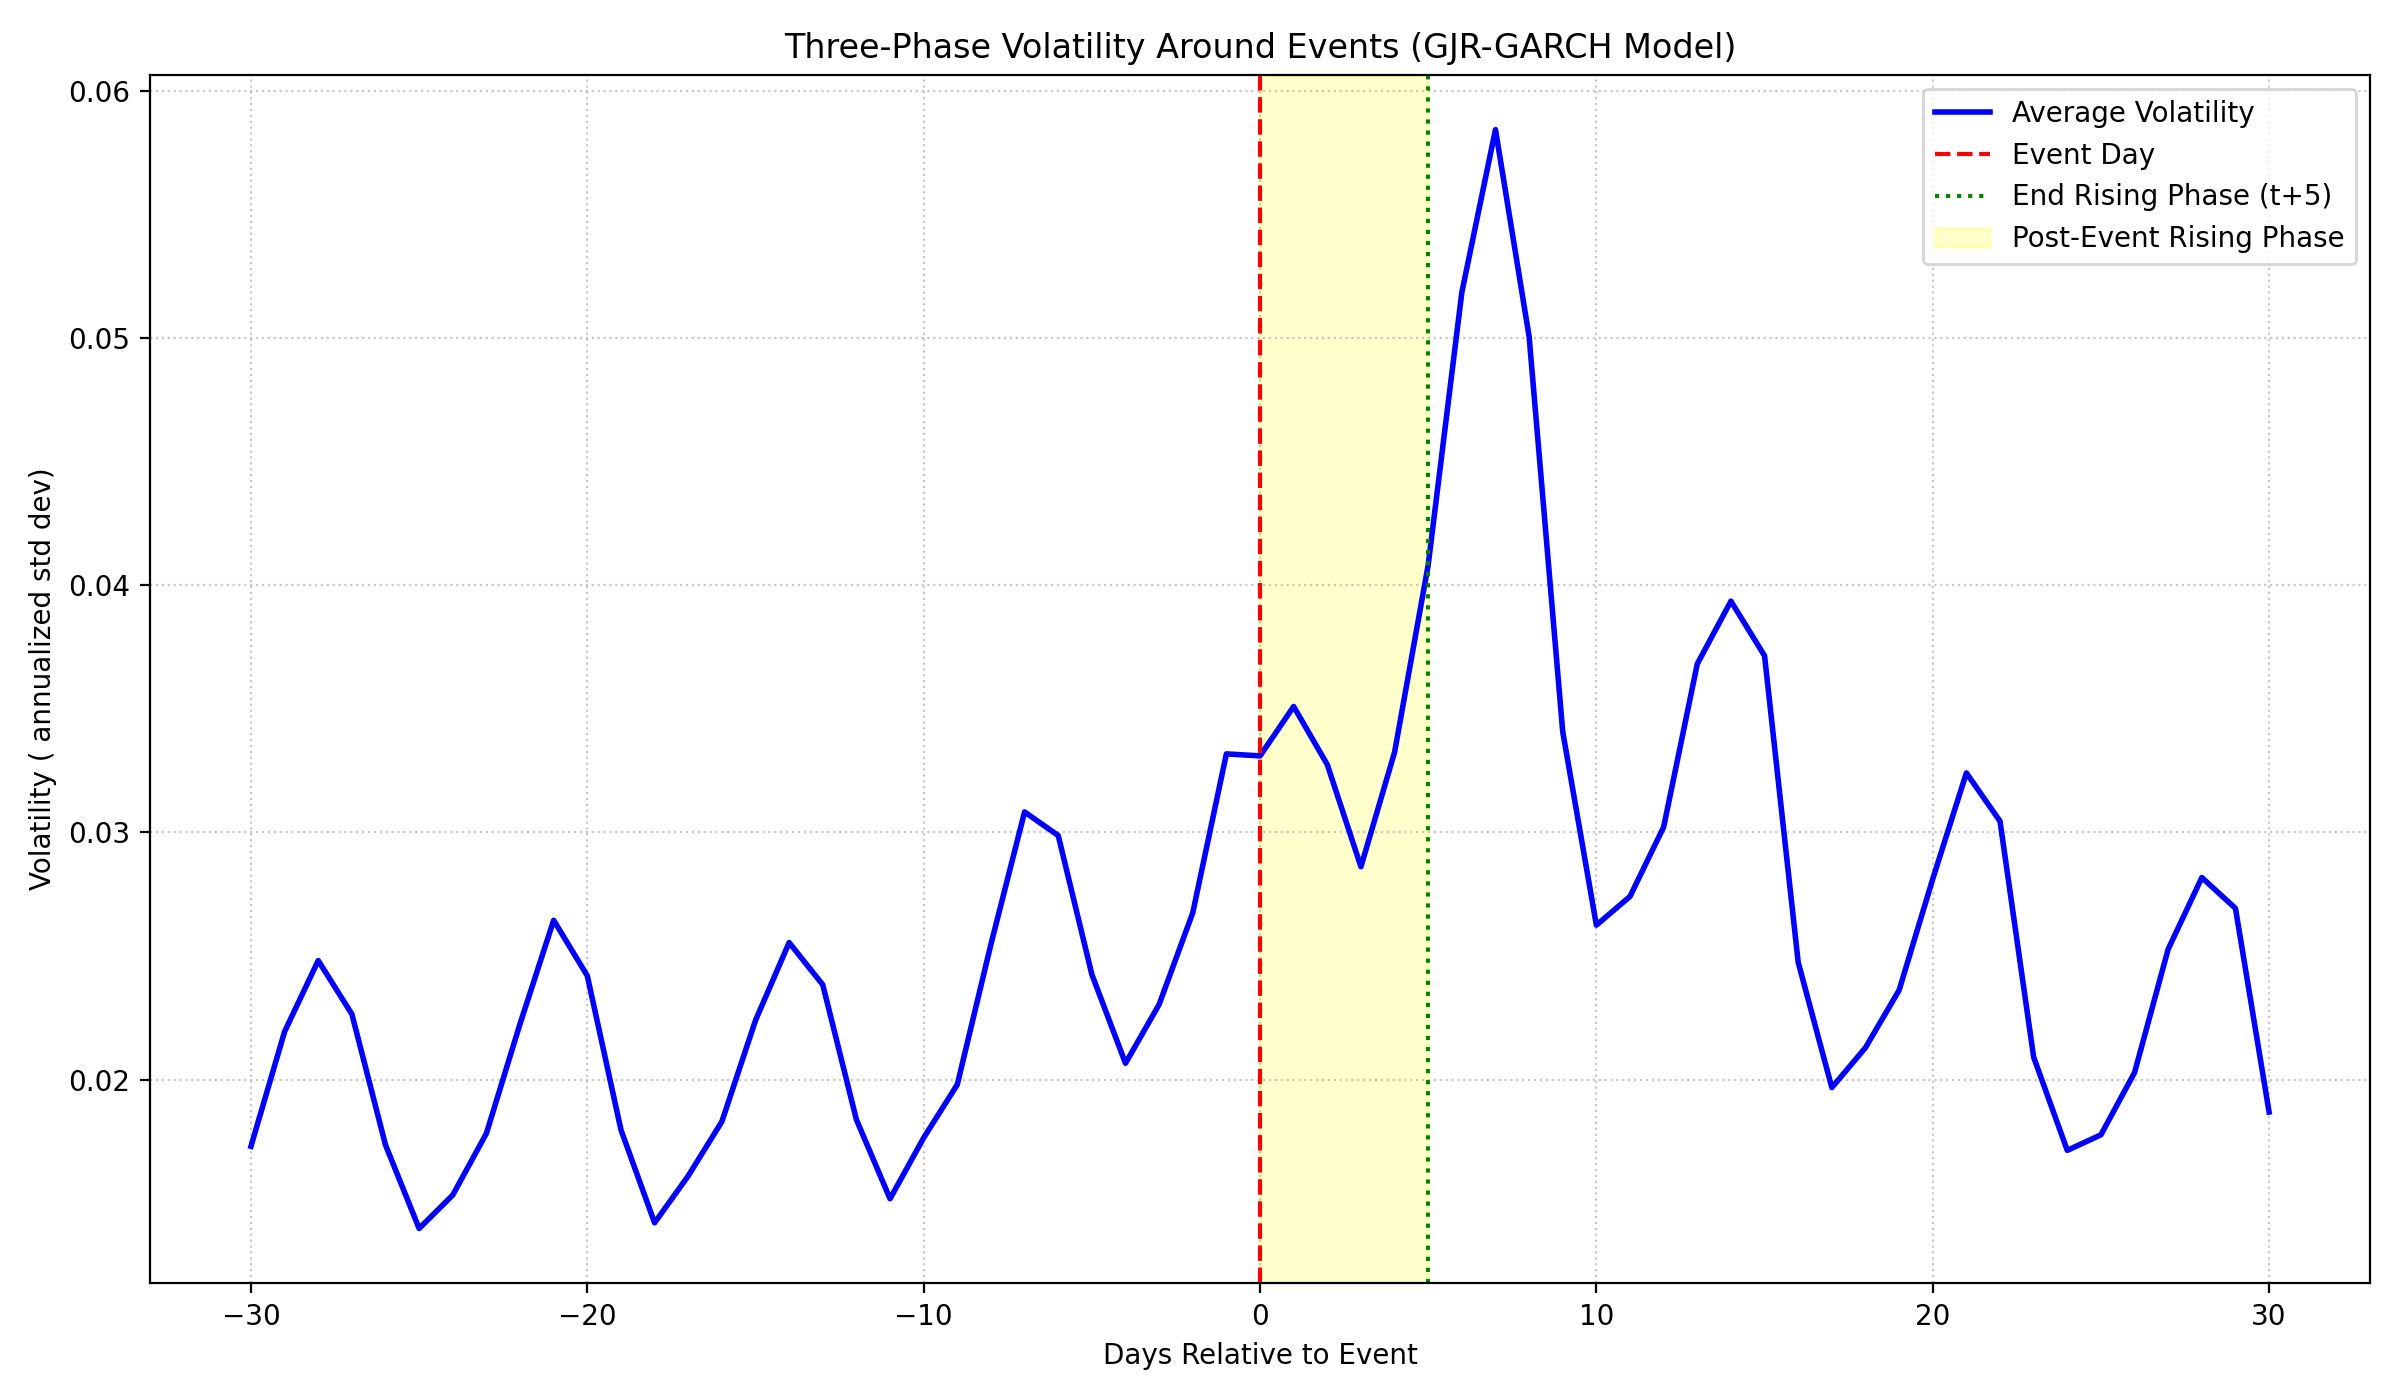 Three-Phase Volatility Around Events (GJR-GARCH Model)
Average Volatility
Event Day
End Rising Phase (t+5)
Post-Event Rising Phase
Volatility ( annualized std dev)
0.06
0.05
0.04
0.03
0.02
−30
−20
−10
0
10
20
30
Days Relative to Event